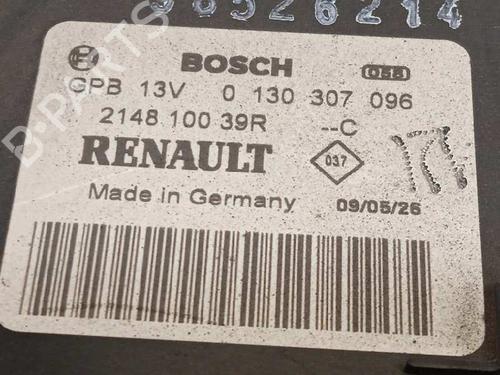 98526214
BOSCH
GPB 13V 0 130 307 096
2148 100 39R --C
RENAULT 037
Made in Germany 09/05/26
B-PARTS